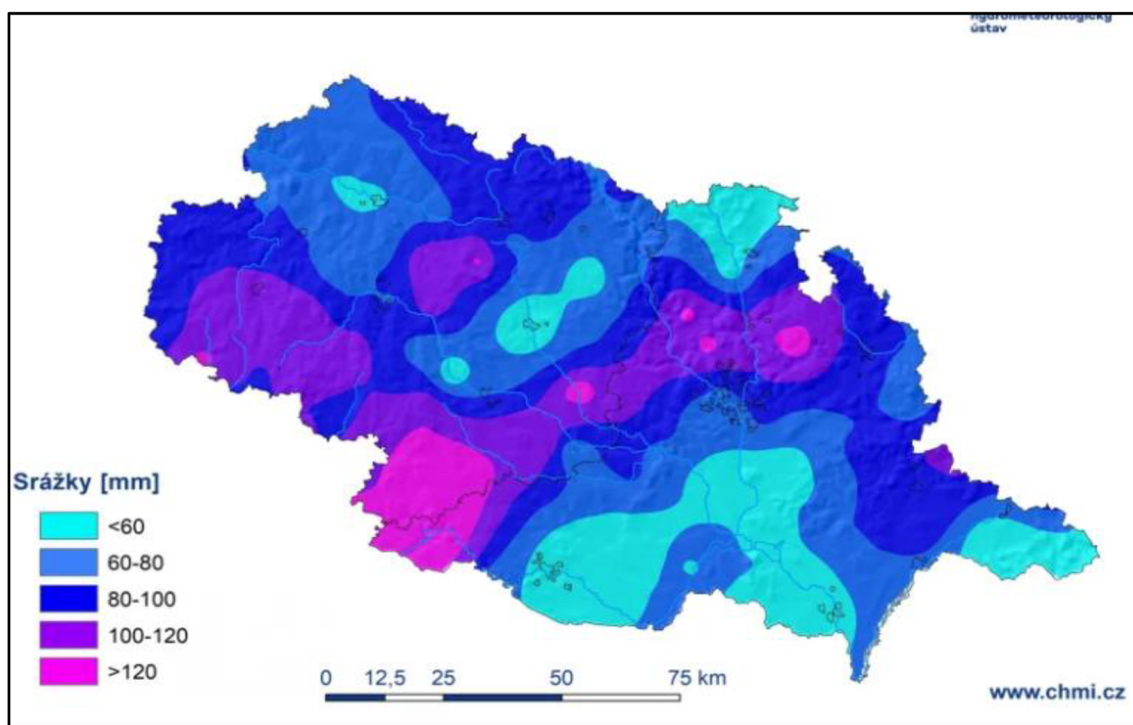 hydrometeorologický
ústav
Srážky [mm]
<60
60-80
80-100
100-120
>120
0 12,5 25 50 75 km
www.chmi.cz